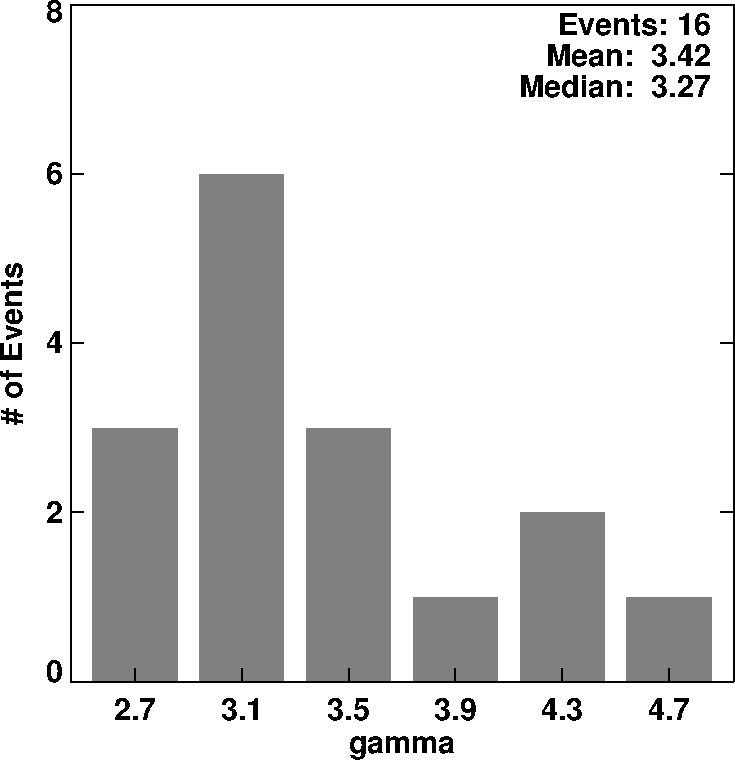 Events: 16
Mean: 3.42
Median: 3.27
8
6
4
2
0
# of Events
2.7 3.1 3.5 3.9 4.3 4.7
gamma